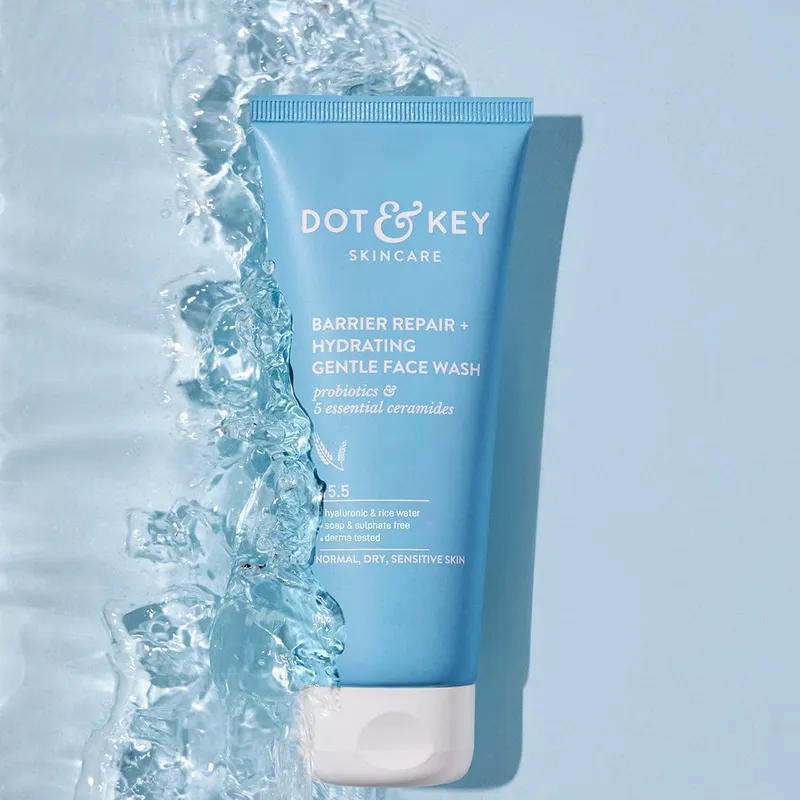 DOT & KEY
SKINCARE
BARRIER REPAIR +
HYDRATING
GENTLE FACE WASH
probiotics &
5 essential ceramides
5.5
hyaluronic & rice water
soap & sulphate free
derma tested
NORMAL, DRY, SENSITIVE SKIN